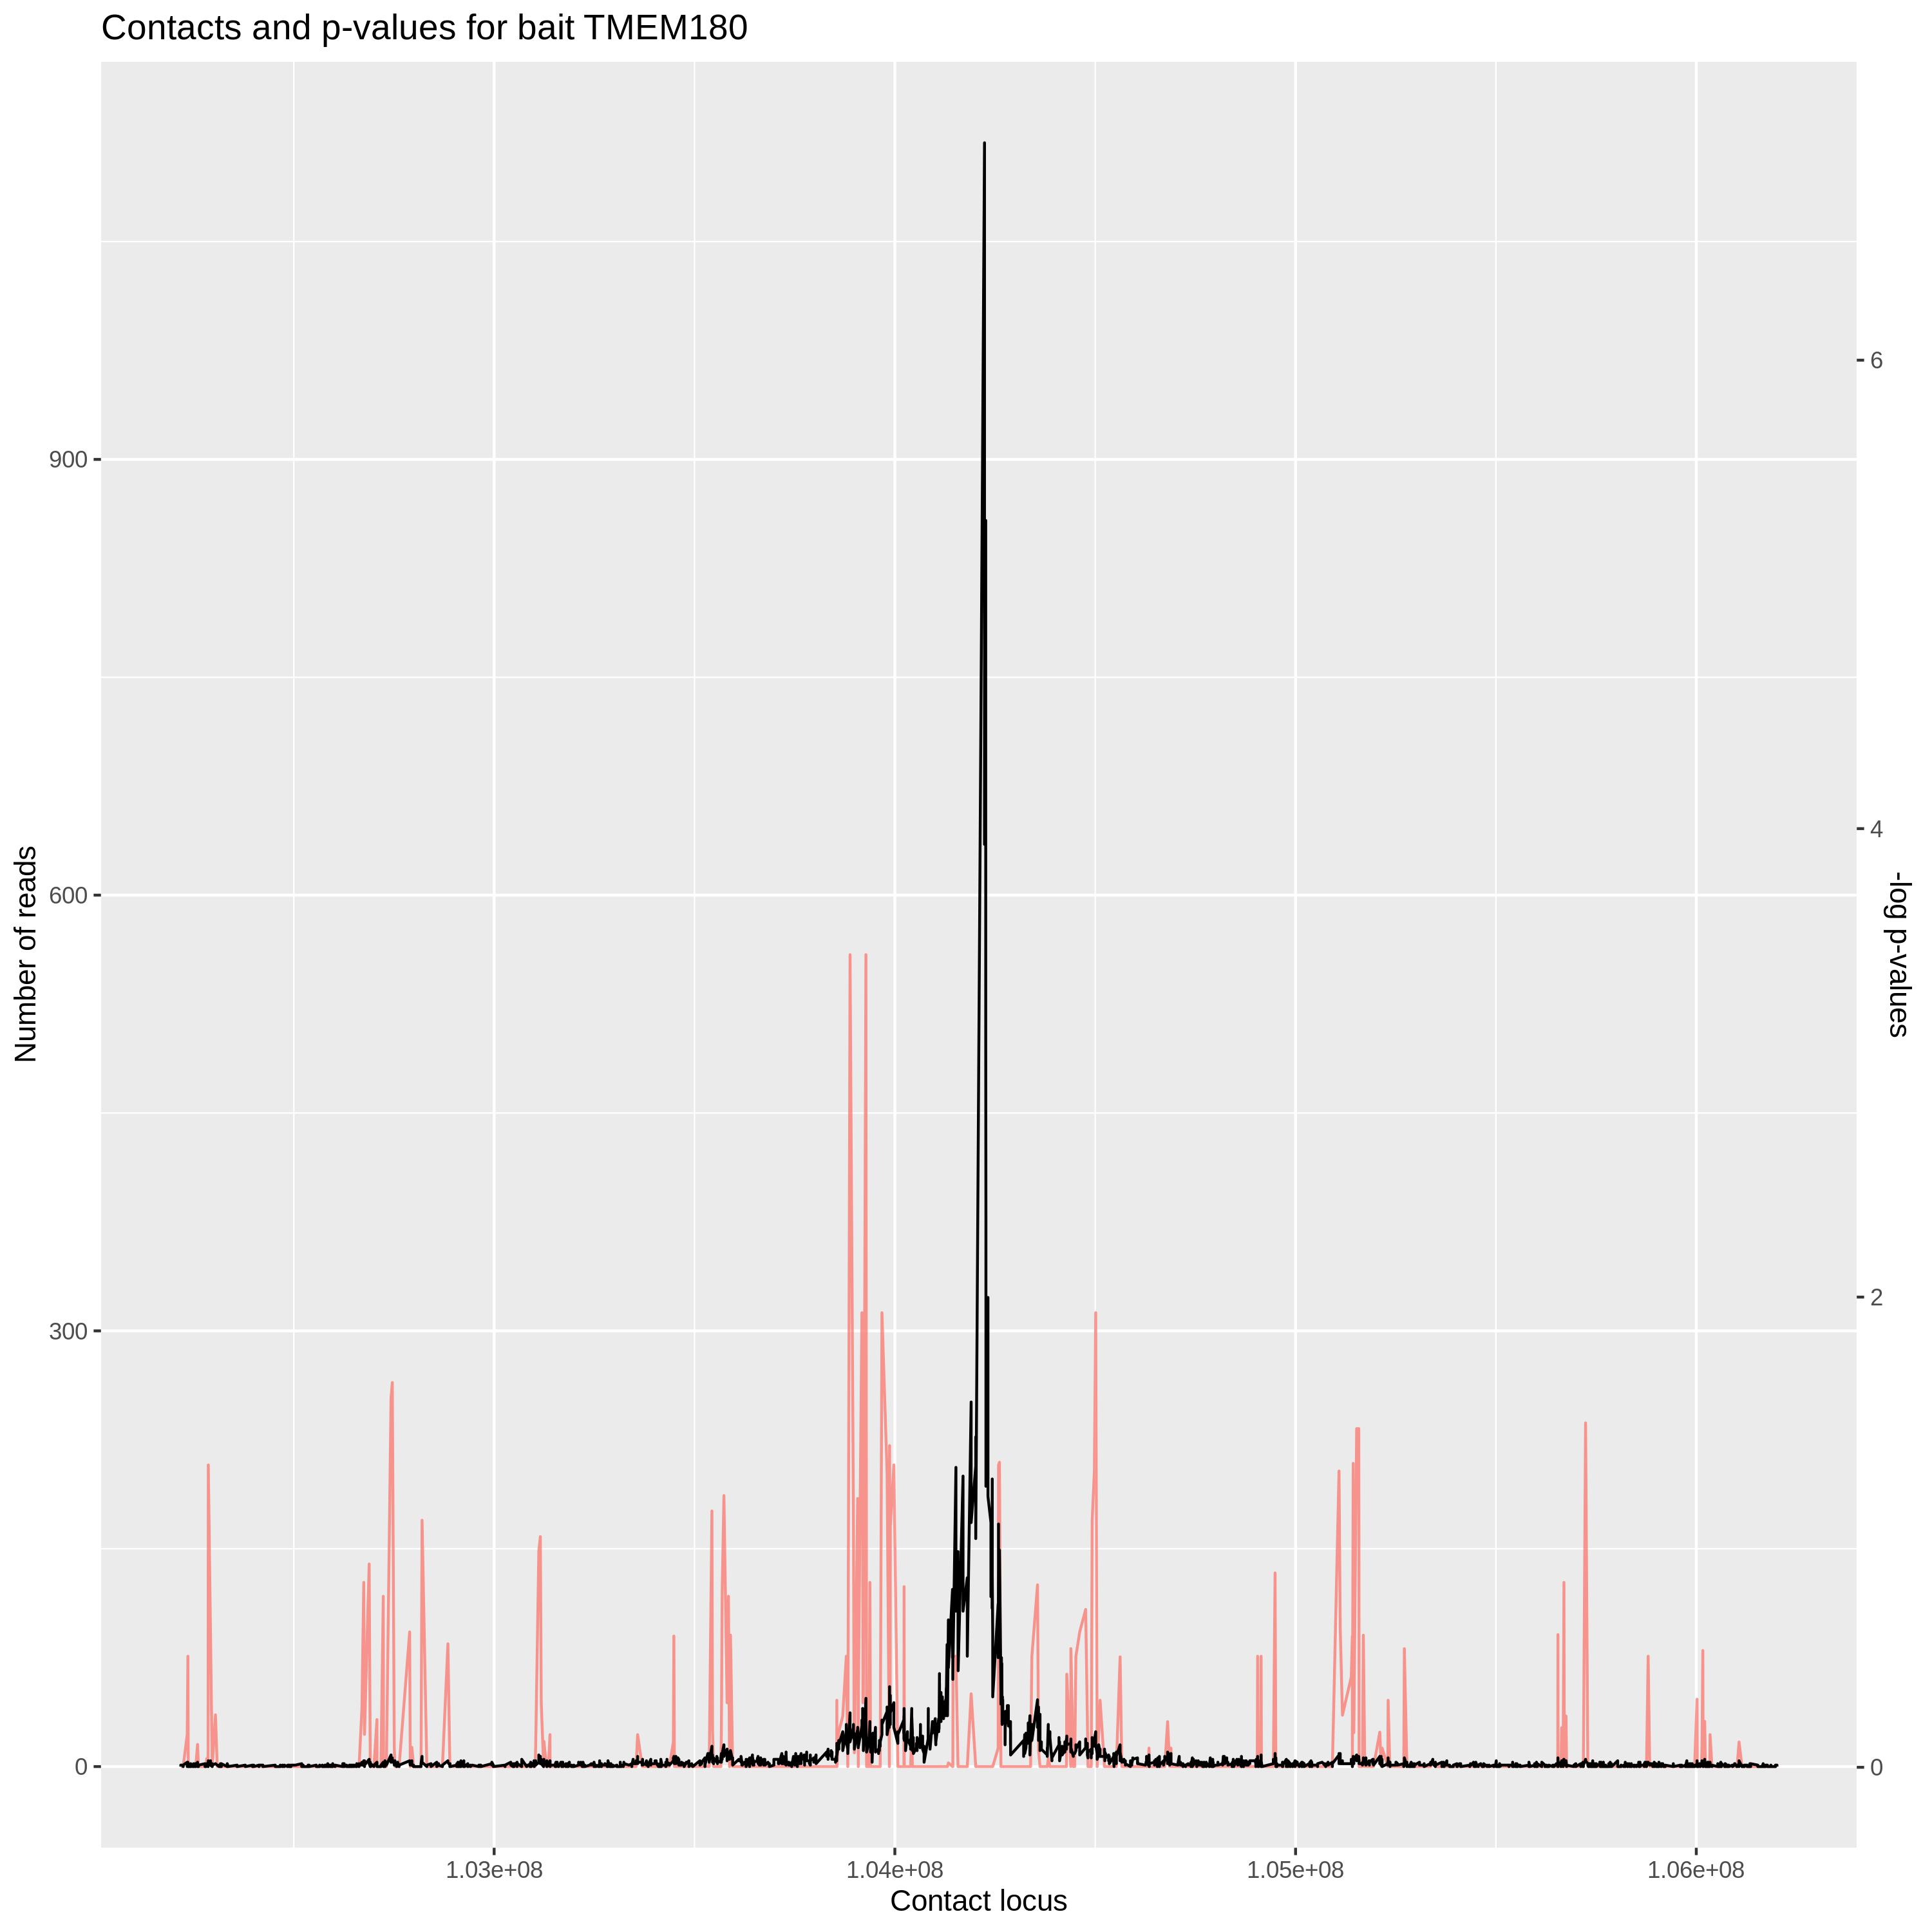 Contacts and p-values for bait TMEM180
Number of reads
900
600
300
0
6
4
2
0
-log p-values
1.03e+08
1.04e+08
1.05e+08
1.06e+08
Contact locus